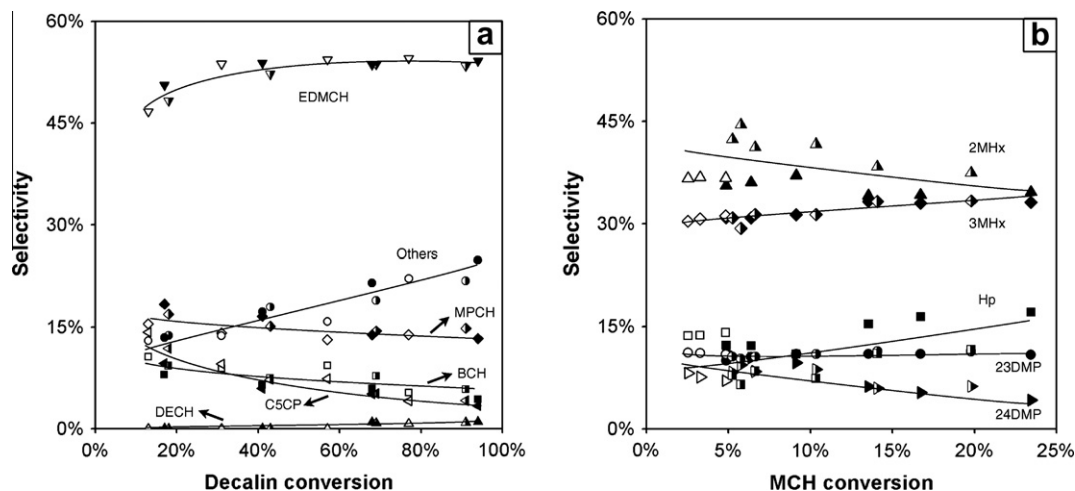 60%
45%
30%
15%
0%
Selectivity
a
EDMCH
Others
MPCH
BCH
C5CP
DECH
0% 20% 40% 60% 80% 100%
Decalin conversion
60%
45%
30%
15%
0%
Selectivity
b
2MHx
3MHx
Hp
23DMP
24DMP
0% 5% 10% 15% 20% 25%
MCH conversion